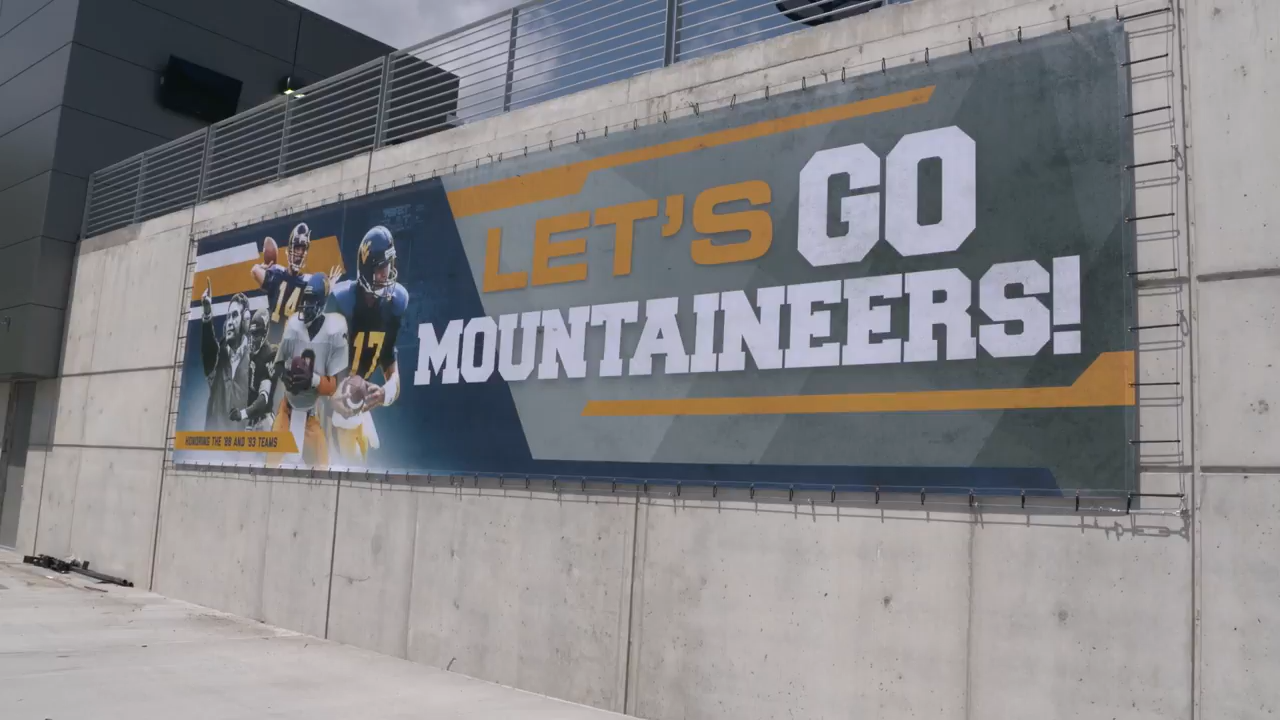 LET'S GO
MOUNTAINEERS!
14
17
HONORING THE '88 AND '93 TEAMS